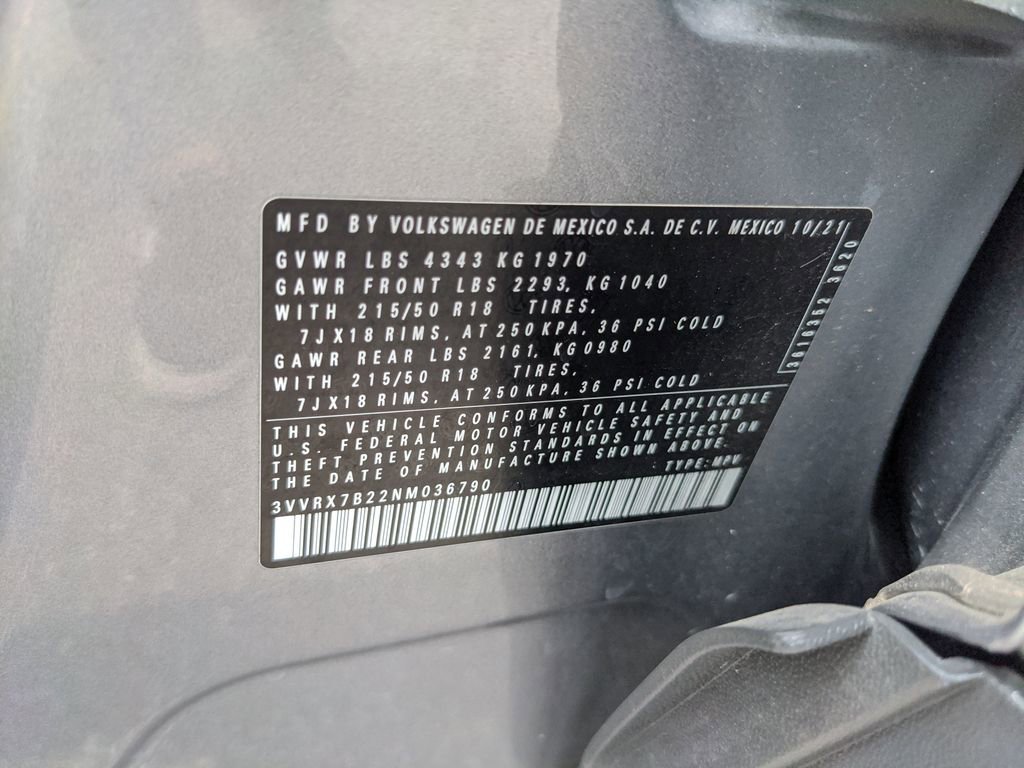 MFD BY VOLKSWAGEN DE MEXICO S.A. DE C.V. MEXICO 10/21
GVWR LBS 4343 KG 1970
GAWR FRONT LBS 2293, KG 1040
WITH 215/50 R18 TIRES,
7JX18 RIMS, AT 250 KPA, 36 PSI COLD
GAWR REAR LBS 2161, KG 0980
WITH 215/50 R18 TIRES,
7JX18 RIMS, AT 250 KPA, 36 PSI COLD
THIS VEHICLE CONFORMS TO ALL APPLICABLE
U.S. FEDERAL MOTOR VEHICLE SAFETY AND
THEFT PREVENTION STANDARDS IN EFFECT ON
THE DATE OF MANUFACTURE SHOWN ABOVE.
TYPE: MPV
3VVRX7B22NM036790
3620